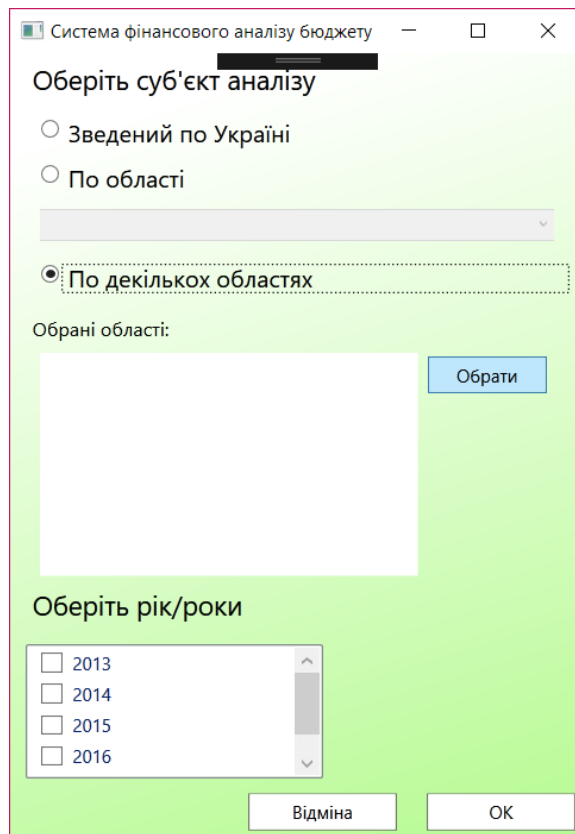 Система фінансового аналізу бюджету
Оберіть суб'єкт аналізу
Зведений по Україні
По області
По декількох областях
Обрані області:
Обрати
Оберіть рік/роки
2013
2014
2015
2016
Відміна
OK